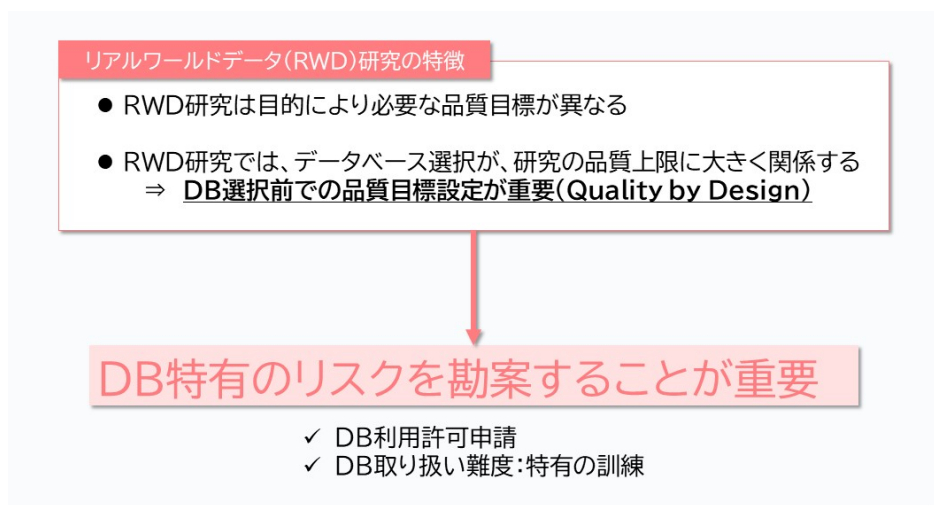 リアルワールドデータ(RWD)研究の特徴
● RWD研究は目的により必要な品質目標が異なる
● RWD研究では、データベース選択が、研究の品質上限に大きく関係する
⇒ DB選択前での品質目標設定が重要(Quality by Design)
DB特有のリスクを勘案することが重要
✓ DB利用許可申請
✓ DB取り扱い難度:特有の訓練